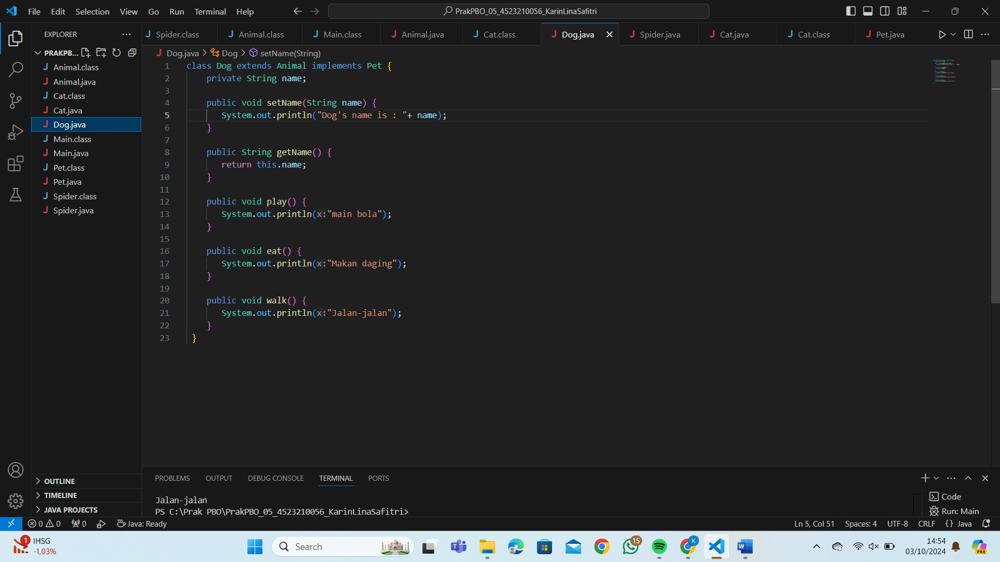 File Edit Selection View Go Run Terminal Help
PrakPBO_05_4523210056_KarinLinaSafitri
EXPLORER
Spider.class Animal.class Main.class Animal.java Cat.class Dog.java Spider.java Cat.java Cat.class Pet.java
PRAKPB...
Animal.class
Animal.java
Cat.class
Cat.java
Dog.java
Main.class
Main.java
Pet.class
Pet.java
Spider.class
Spider.java
Dog.java > Dog > setName(String)
1 class Dog extends Animal implements Pet {
2 private String name;
3
4 public void setName(String name) {
5 System.out.println("Dog's name is : "+ name);
6 }
7
8 public String getName() {
9 return this.name;
10 }
11
12 public void play() {
13 System.out.println(x:"main bola");
14 }
15
16 public void eat() {
17 System.out.println(x:"Makan daging");
18 }
19
20 public void walk() {
21 System.out.println(x:"Jalan-jalan");
22 }
23 }
OUTLINE
TIMELINE
JAVA PROJECTS
PROBLEMS OUTPUT DEBUG CONSOLE TERMINAL PORTS
Jalan-jalan
PS C:\Prak PBO\PrakPBO_05_4523210056_KarinLinaSafitri>
Code
Run: Main
0 0 0 Java: Ready
Ln 5, Col 51 Spaces: 4 UTF-8 CRLF {} Java
1
IHSG
-1,03%
Search
15
K
14:54
03/10/2024
PRE